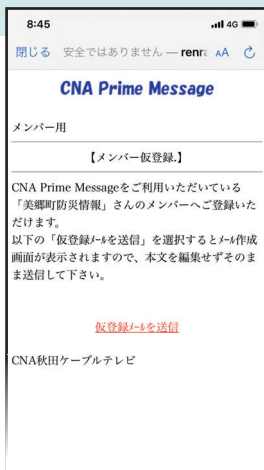 8:45
4G
閉じる 安全ではありません — renra AA
CNA Prime Message
メンバー用
【メンバー仮登録.】
CNA Prime Messageをご利用いただいている
「美郷町防災情報」さんのメンバーへご登録いた
だけます。
以下の「仮登録ﾒｰﾙを送信」を選択するとﾒｰﾙ作成
画面が表示されますので、本文を編集せずそのま
ま送信して下さい。
仮登録ﾒｰﾙを送信
CNA秋田ケーブルテレビ